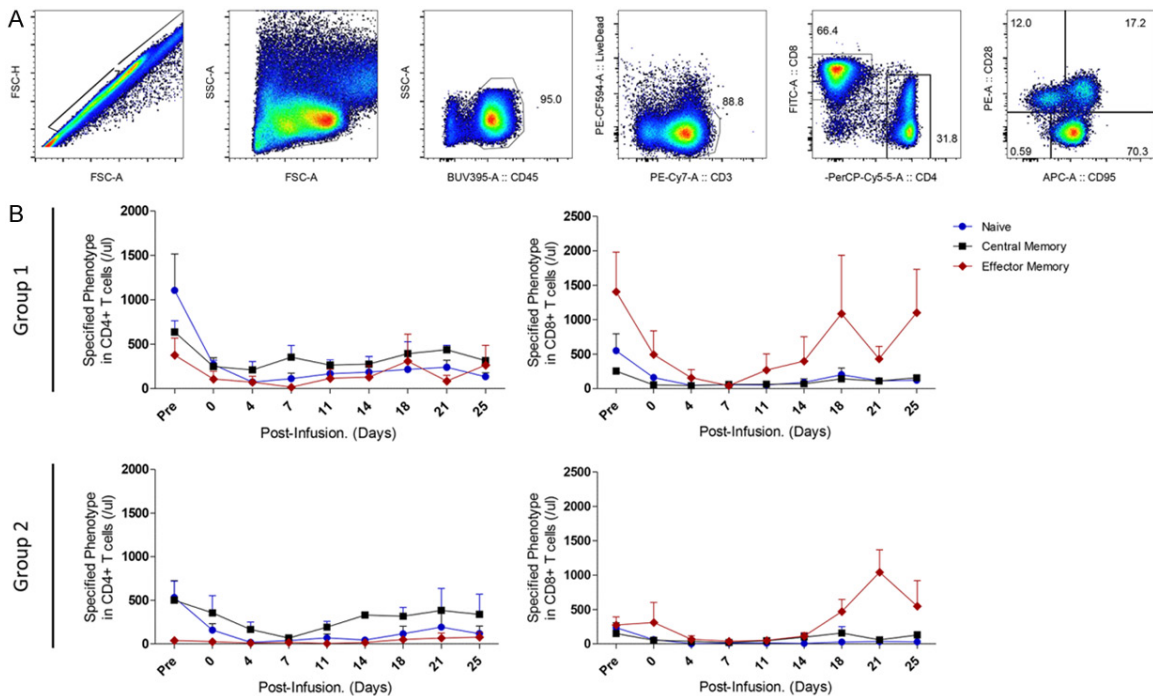 A
FSC-H
FSC-A
SSC-A
FSC-A
SSC-A
95.0
BUV395-A :: CD45
PE-CF594-A :: LiveDead
88.8
PE-Cy7-A :: CD3
FITC-A :: CD8
66.4
31.8
-PerCP-Cy5-5-A :: CD4
PE-A :: CD28
12.0
17.2
0.59
70.3
APC-A :: CD95
B
Group 1
Specified Phenotype
in CD4+ T cells (/ul)
2000
1500
1000
500
0
Pre 0 4 7 11 14 18 21 25
Post-Infusion. (Days)
Specified Phenotype
in CD8+ T cells (/ul)
2500
2000
1500
1000
500
0
Pre 0 4 7 11 14 18 21 25
Post-Infusion. (Days)
Naive
Central Memory
Effector Memory
Group 2
Specified Phenotype
in CD4+ T cells (/ul)
2000
1500
1000
500
0
Pre 0 4 7 11 14 18 21 25
Post-Infusion. (Days)
Specified Phenotype
in CD8+ T cells (/ul)
2500
2000
1500
1000
500
0
Pre 0 4 7 11 14 18 21 25
Post-Infusion. (Days)